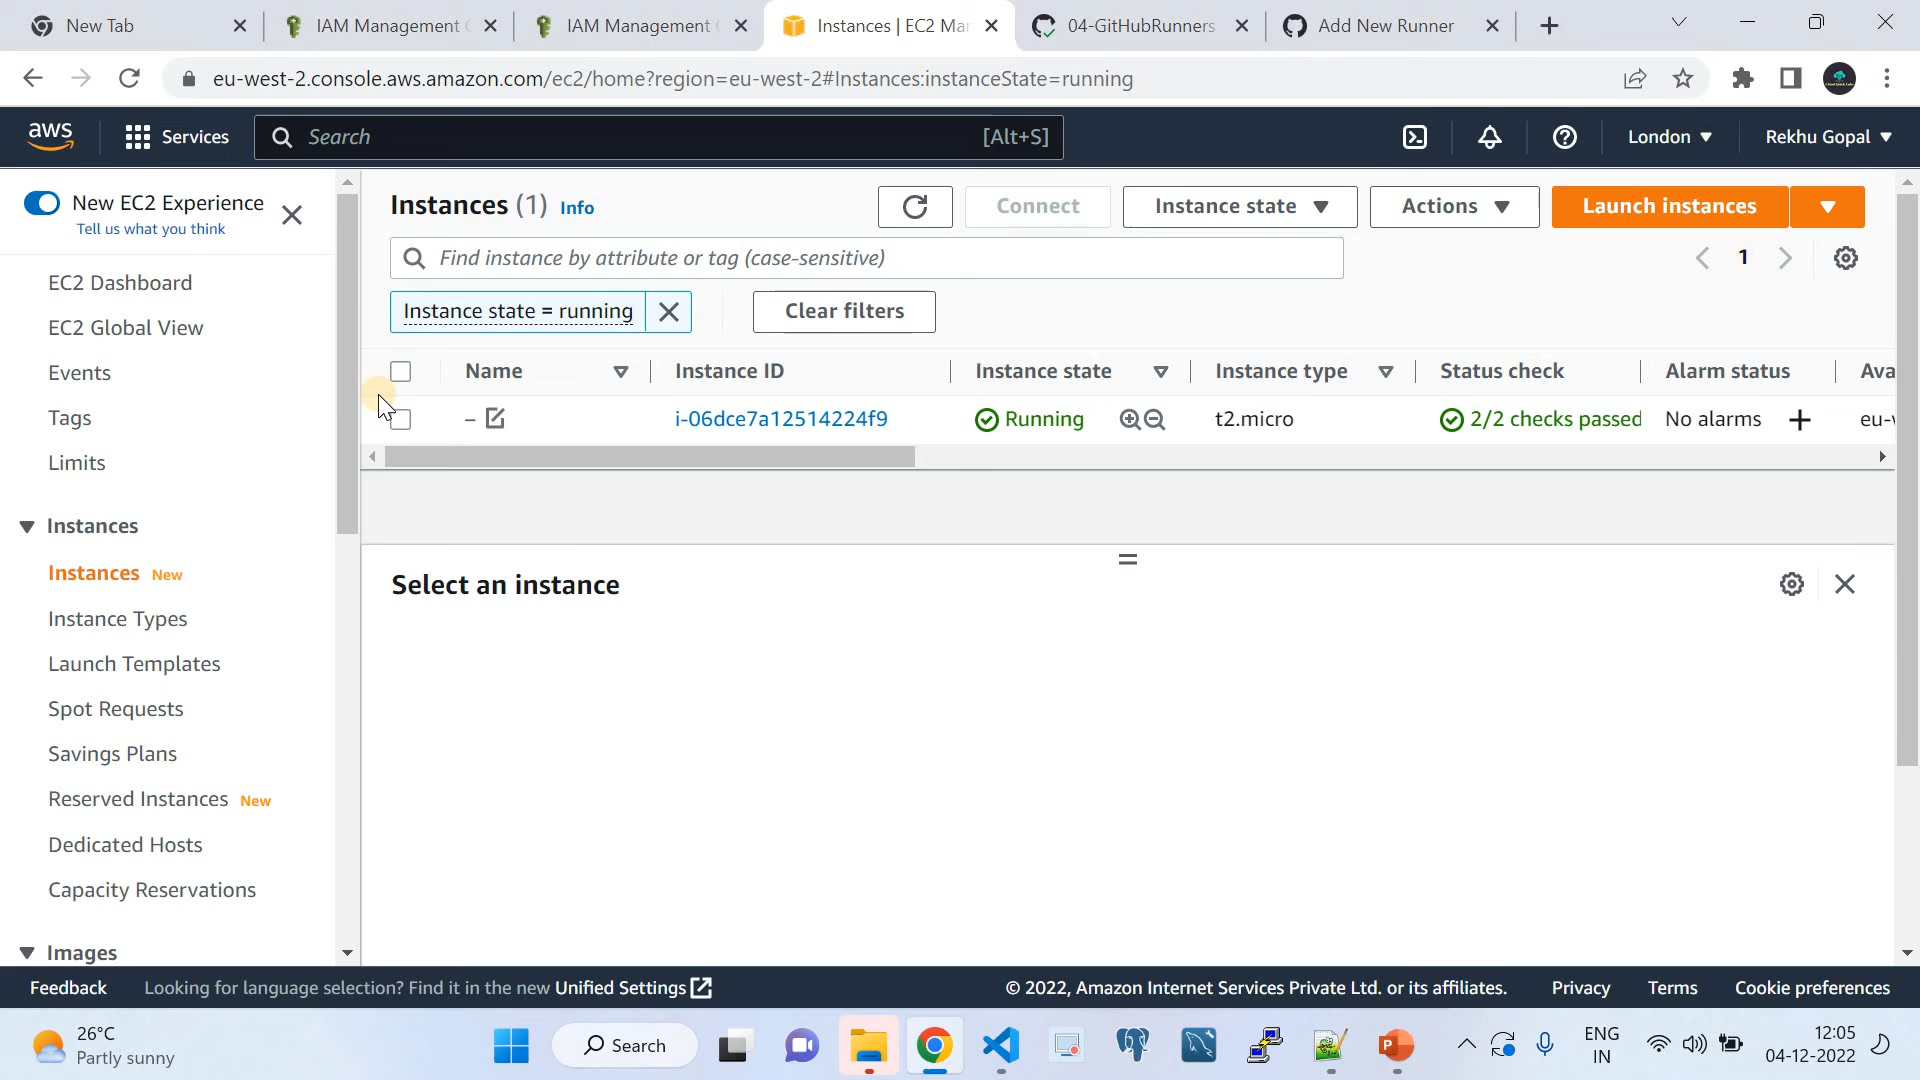 New Tab
IAM Management C
IAM Management C
Instances | EC2 Mar
04-GitHubRunners
Add New Runner
eu-west-2.console.aws.amazon.com/ec2/home?region=eu-west-2#Instances:instanceState=running
aws
Services
Search
[Alt+S]
London
Rekhu Gopal
New EC2 Experience
Tell us what you think
EC2 Dashboard
EC2 Global View
Events
Tags
Limits
Instances
Instances New
Instance Types
Launch Templates
Spot Requests
Savings Plans
Reserved Instances New
Dedicated Hosts
Capacity Reservations
Images
Instances (1) Info
Connect
Instance state
Actions
Launch instances
Find instance by attribute or tag (case-sensitive)
1
Instance state = running
Clear filters
Name Instance ID Instance state Instance type Status check Alarm status Ava
– i-06dce7a12514224f9 Running t2.micro 2/2 checks passed No alarms eu-w
Select an instance
Feedback
Looking for language selection? Find it in the new Unified Settings
© 2022, Amazon Internet Services Private Ltd. or its affiliates.
Privacy
Terms
Cookie preferences
26°C
Partly sunny
Search
ENG
IN
12:05
04-12-2022